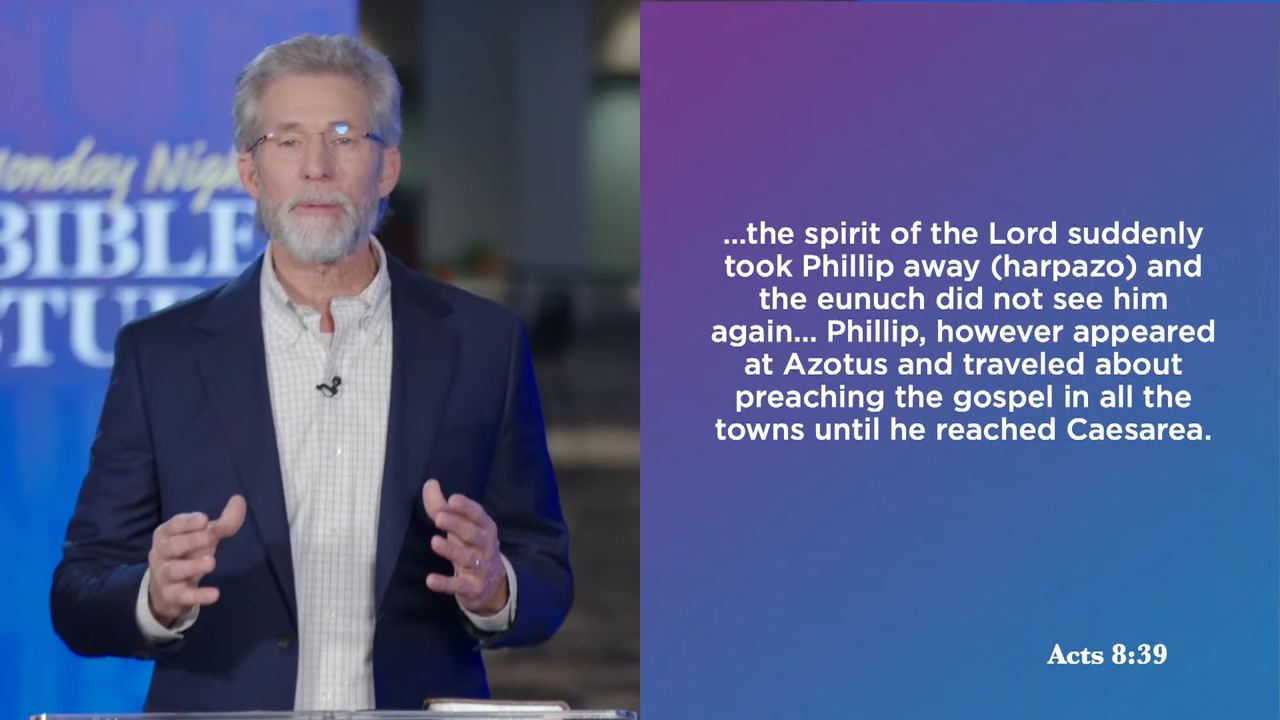 onday Nig
BIBLE
STU
...the spirit of the Lord suddenly
took Phillip away (harpazo) and
the eunuch did not see him
again... Phillip, however appeared
at Azotus and traveled about
preaching the gospel in all the
towns until he reached Caesarea.
Acts 8:39